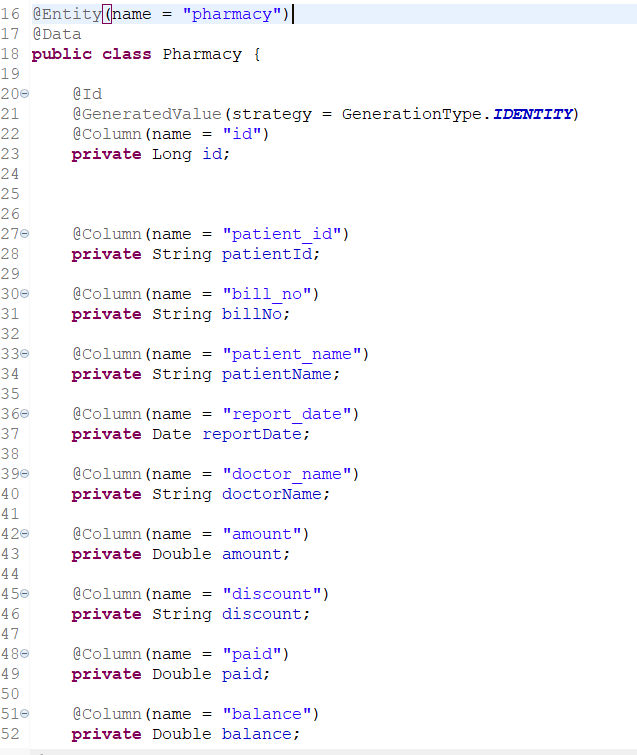 16 @Entity(name = "pharmacy")
17 @Data
18 public class Pharmacy {
19
20 @Id
21 @GeneratedValue(strategy = GenerationType.IDENTITY)
22 @Column(name = "id")
23 private Long id;
24
25
26
27 @Column(name = "patient_id")
28 private String patientId;
29
30 @Column(name = "bill_no")
31 private String billNo;
32
33 @Column(name = "patient_name")
34 private String patientName;
35
36 @Column(name = "report_date")
37 private Date reportDate;
38
39 @Column(name = "doctor_name")
40 private String doctorName;
41
42 @Column(name = "amount")
43 private Double amount;
44
45 @Column(name = "discount")
46 private String discount;
47
48 @Column(name = "paid")
49 private Double paid;
50
51 @Column(name = "balance")
52 private Double balance;